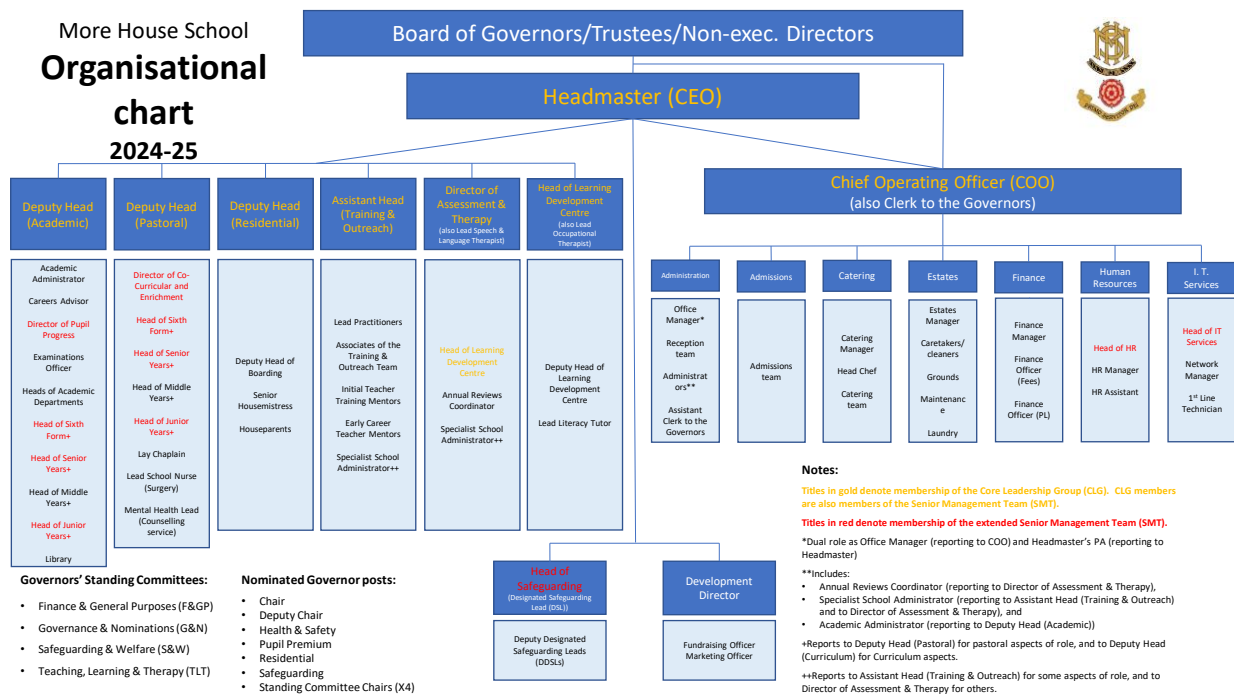 More House School
Organisational
chart
2024-25
Board of Governors/Trustees/Non-exec. Directors
Headmaster (CEO)
Deputy Head
(Academic)
Academic
Administrator
Careers Advisor
Director of Pupil
Progress
Examinations
Officer
Heads of Academic
Departments
Head of Sixth
Form+
Head of Senior
Years+
Head of Middle
Years+
Head of Junior
Years+
Library
Deputy Head
(Pastoral)
Director of Co-
Curricular and
Enrichment
Head of Sixth
Form+
Head of Senior
Years+
Head of Middle
Years+
Head of Junior
Years+
Lay Chaplain
Lead School Nurse
(Surgery)
Mental Health Lead
(Counselling
service)
Deputy Head
(Residential)
Deputy Head of
Boarding
Senior
Housemistress
Houseparents
Assistant Head
(Training &
Outreach)
Lead Practitioners
Associates of the
Training &
Outreach Team
Initial Teacher
Training Mentors
Early Career
Teacher Mentors
Specialist School
Administrator++
Director of
Assessment &
Therapy
(also Lead Speech &
Language Therapist)
Head of Learning
Development
Centre
Annual Reviews
Coordinator
Specialist School
Administrator++
Head of Learning
Development
Centre
(also Lead
Occupational
Therapist)
Deputy Head of
Learning
Development
Centre
Lead Literacy Tutor
Chief Operating Officer (COO)
(also Clerk to the Governors)
Administration
Office
Manager*
Reception
team
Administrat
ors**
Assistant
Clerk to the
Governors
Admissions
Admissions
team
Catering
Catering
Manager
Head Chef
Catering
team
Estates
Estates
Manager
Caretakers/
cleaners
Grounds
Maintenanc
e
Laundry
Finance
Finance
Manager
Finance
Officer
(Fees)
Finance
Officer (PL)
Human
Resources
Head of HR
HR Manager
HR Assistant
I. T.
Services
Head of IT
Services
Network
Manager
1st Line
Technician
Head of
Safeguarding
(Designated Safeguarding
Lead (DSL))
Deputy Designated
Safeguarding Leads
(DDSLs)
Development
Director
Fundraising Officer
Marketing Officer
Governors' Standing Committees:
• Finance & General Purposes (F&GP)
• Governance & Nominations (G&N)
• Safeguarding & Welfare (S&W)
• Teaching, Learning & Therapy (TLT)
Nominated Governor posts:
• Chair
• Deputy Chair
• Health & Safety
• Pupil Premium
• Residential
• Safeguarding
• Standing Committee Chairs (X4)
Notes:
Titles in gold denote membership of the Core Leadership Group (CLG). CLG members
are also members of the Senior Management Team (SMT).
Titles in red denote membership of the extended Senior Management Team (SMT).
*Dual role as Office Manager (reporting to COO) and Headmaster's PA (reporting to
Headmaster)
**Includes:
• Annual Reviews Coordinator (reporting to Director of Assessment & Therapy),
• Specialist School Administrator (reporting to Assistant Head (Training & Outreach)
and to Director of Assessment & Therapy), and
• Academic Administrator (reporting to Deputy Head (Academic))
+Reports to Deputy Head (Pastoral) for pastoral aspects of role, and to Deputy Head
(Curriculum) for Curriculum aspects.
++Reports to Assistant Head (Training & Outreach) for some aspects of role, and to
Director of Assessment & Therapy for others.